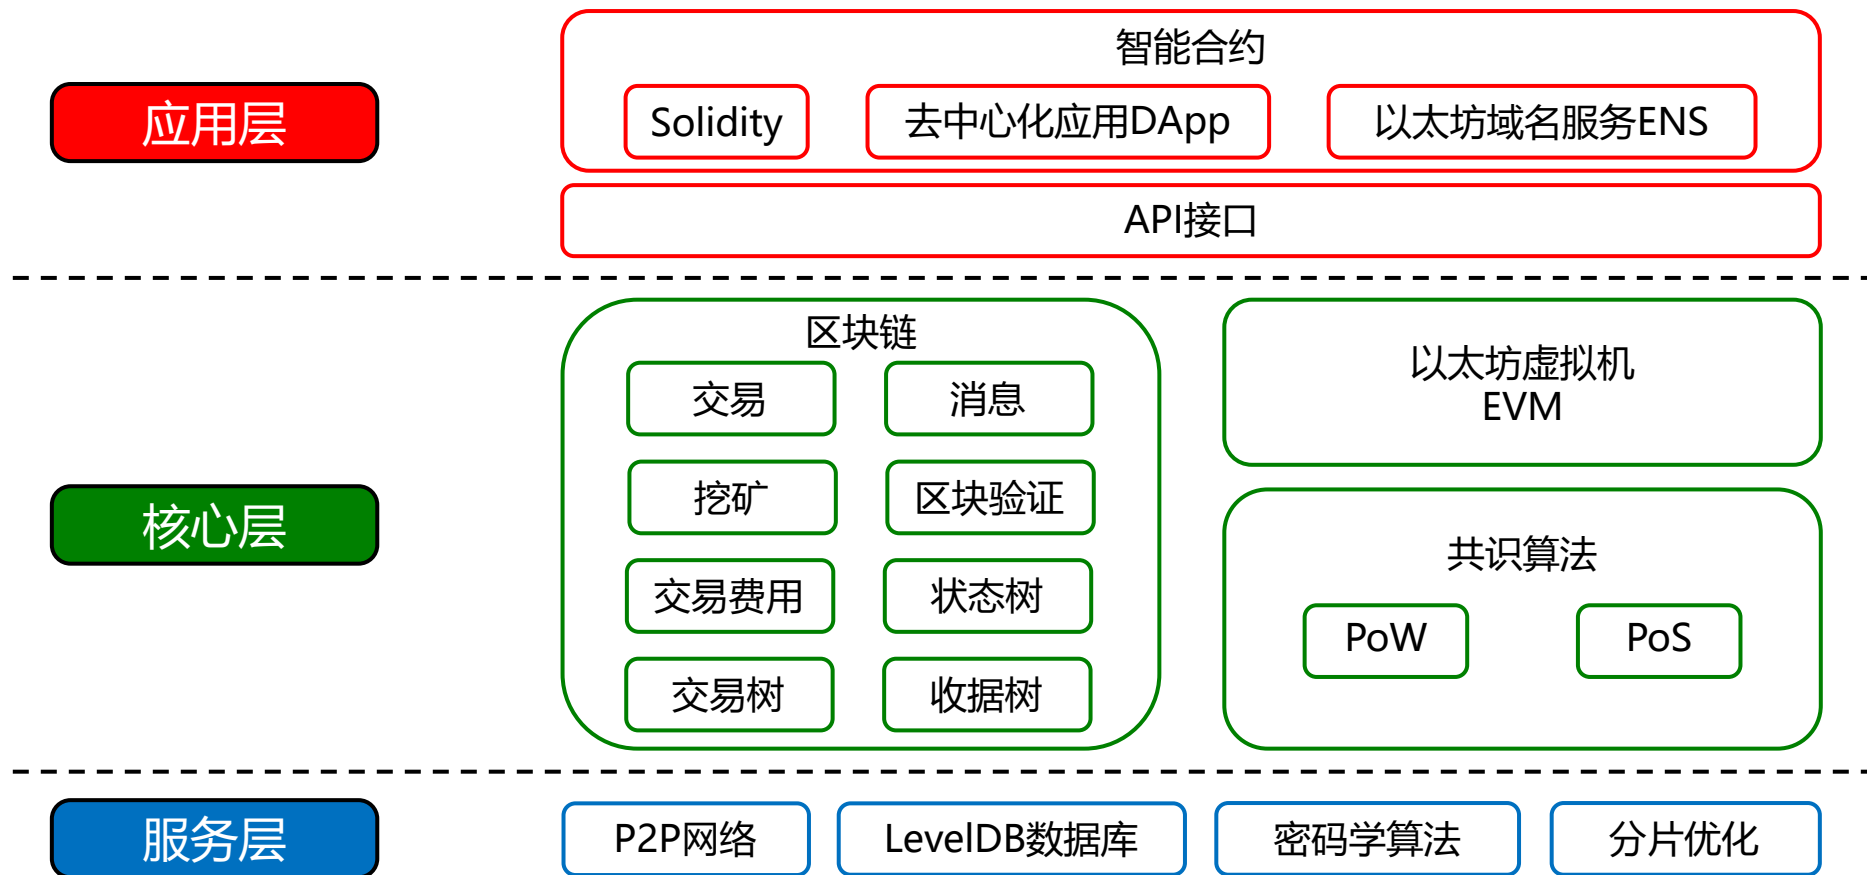 应用层
智能合约
Solidity
去中心化应用DApp
以太坊域名服务ENS
API接口
核心层
区块链
交易
消息
挖矿
区块验证
交易费用
状态树
交易树
收据树
以太坊虚拟机
EVM
共识算法
PoW
PoS
服务层
P2P网络
LevelDB数据库
密码学算法
分片优化